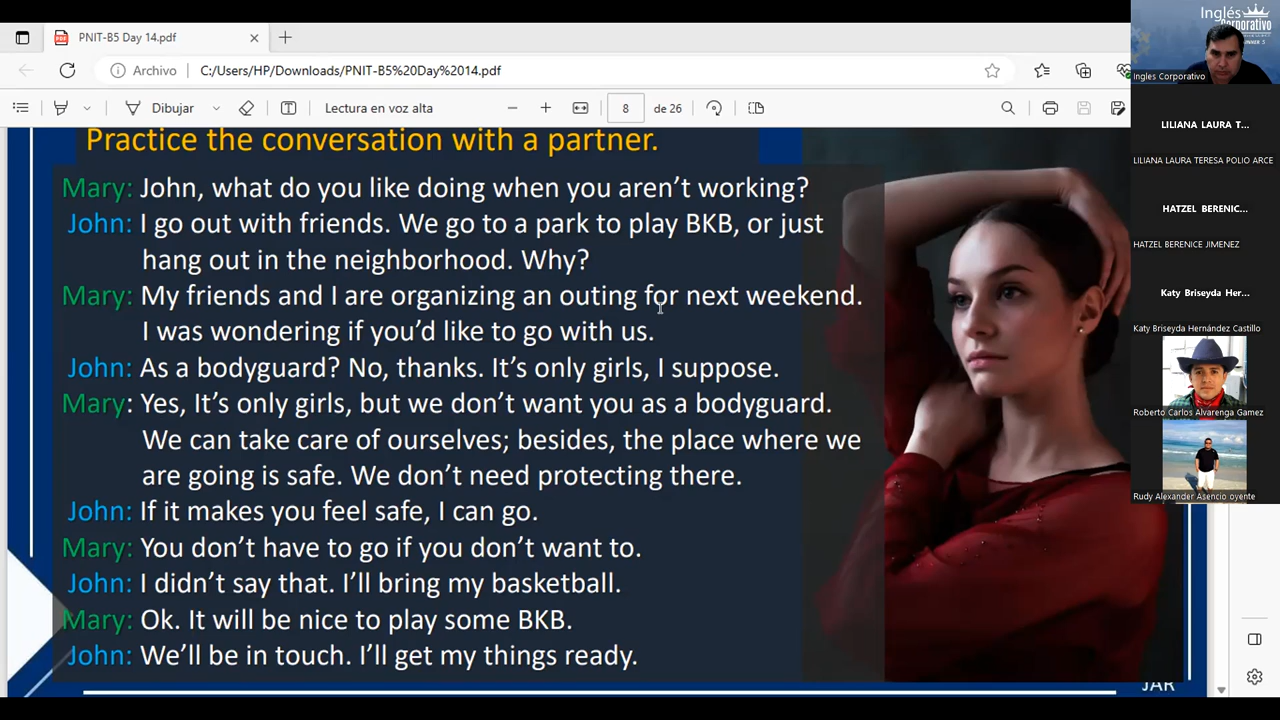 PNIT-B5 Day 14.pdf
Archivo
C:/Users/HP/Downloads/PNIT-B5%20Day%2014.pdf
Dibujar
Lectura en voz alta
8
de 26
Practice the conversation with a partner.
Mary: John, what do you like doing when you aren't working?
John: I go out with friends. We go to a park to play BKB, or just
hang out in the neighborhood. Why?
Mary: My friends and I are organizing an outing for next weekend.
I was wondering if you'd like to go with us.
John: As a bodyguard? No, thanks. It's only girls, I suppose.
Mary: Yes, It's only girls, but we don't want you as a bodyguard.
We can take care of ourselves; besides, the place where we
are going is safe. We don't need protecting there.
John: If it makes you feel safe, I can go.
Mary: You don't have to go if you don't want to.
John: I didn't say that. I'll bring my basketball.
Mary: Ok. It will be nice to play some BKB.
John: We'll be in touch. I'll get my things ready.
JAR
Inglés
Corporativo
Ingles Corporativo
LILIANA LAURA T...
LILIANA LAURA TERESA POLIO ARCE
HATZEL BERENIC...
HATZEL BERENICE JIMENEZ
Katy Briseyda Her...
Katy Briseyda Hernández Castillo
Roberto Carlos Alvarenga Gamez
Rudy Alexander Asencio oyente